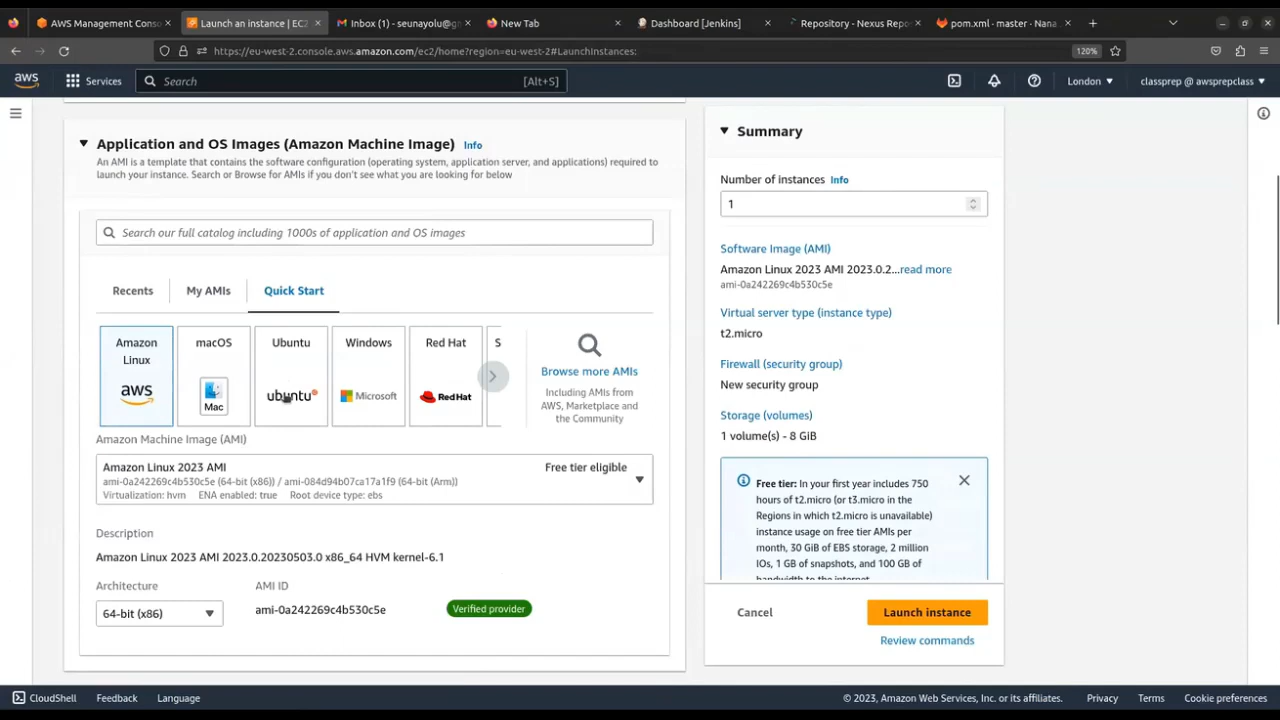 AWS Management Conso
Launch an instance | EC2
Inbox (1) - seunayolu@gm
New Tab
Dashboard [Jenkins]
Repository - Nexus Repo
pom.xml · master · Nana
https://eu-west-2.console.aws.amazon.com/ec2/home?region=eu-west-2#LaunchInstances:
120%
aws
Services
Search
[Alt+S]
London
classprep @ awsprepclass
Application and OS Images (Amazon Machine Image) Info
An AMI is a template that contains the software configuration (operating system, application server, and applications) required to
launch your instance. Search or Browse for AMIs if you don't see what you are looking for below
Search our full catalog including 1000s of application and OS images
Recents
My AMIs
Quick Start
Amazon
Linux
aws
macOS
Mac
Ubuntu
ubuntu
Windows
Microsoft
Red Hat
Red Hat
S
Browse more AMIs
Including AMIs from
AWS, Marketplace and
the Community
Amazon Machine Image (AMI)
Amazon Linux 2023 AMI
Free tier eligible
ami-0a242269c4b530c5e (64-bit (x86)) / ami-084d94b07ca17a1f9 (64-bit (Arm))
Virtualization: hvm ENA enabled: true Root device type: ebs
Description
Amazon Linux 2023 AMI 2023.0.20230503.0 x86_64 HVM kernel-6.1
Architecture
AMI ID
64-bit (x86)
ami-0a242269c4b530c5e
Verified provider
Summary
Number of instances Info
1
Software Image (AMI)
Amazon Linux 2023 AMI 2023.0.2...read more
ami-0a242269c4b530c5e
Virtual server type (instance type)
t2.micro
Firewall (security group)
New security group
Storage (volumes)
1 volume(s) - 8 GiB
Free tier: In your first year includes 750
hours of t2.micro (or t3.micro in the
Regions in which t2.micro is unavailable)
instance usage on free tier AMIs per
month, 30 GiB of EBS storage, 2 million
IOs, 1 GB of snapshots, and 100 GB of
bandwidth to the internet.
Cancel
Launch instance
Review commands
CloudShell
Feedback
Language
© 2023, Amazon Web Services, Inc. or its affiliates.
Privacy
Terms
Cookie preferences